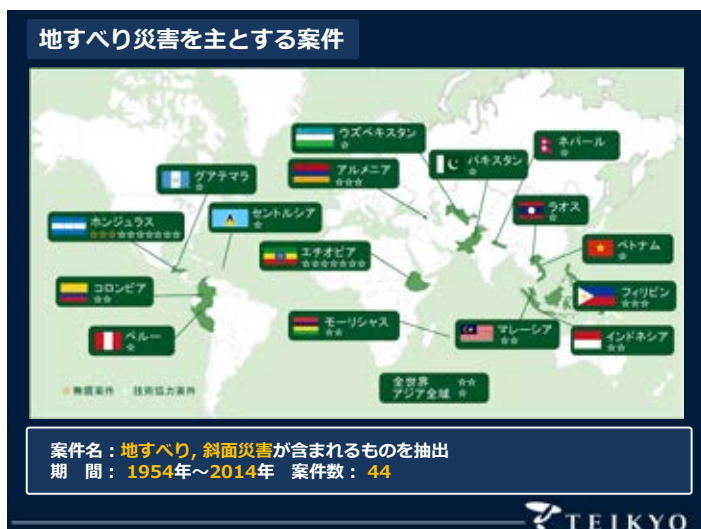 地すべり災害を主とする案件
ウズベキスタン
☆
ネパール
☆
パキスタン
☆
グアテマラ
☆
アルメニア
☆☆☆
ラオス
☆
ホンジュラス
セントルシア
☆
ベトナム
☆
エチオピア
☆☆☆☆☆☆☆
コロンビア
☆☆
フィリピン
☆☆☆
ペルー
☆
モーリシャス
☆☆
マレーシア
☆☆
インドネシア
☆☆
全世界 ☆☆
アジア全域 ☆
☆無償案件 技術協力案件
案件名：地すべり, 斜面災害が含まれるものを抽出
期 間： 1954年～2014年 案件数： 44
TEIKYO